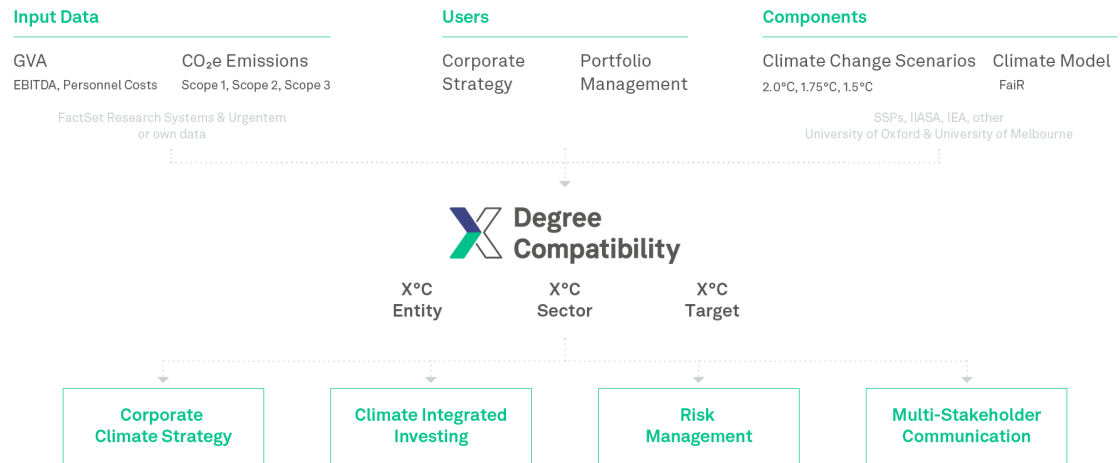 Input Data
Users
Components
GVA
EBITDA, Personnel Costs
CO₂e Emissions
Scope 1, Scope 2, Scope 3
FactSet Research Systems & Urgentem
or own data
Corporate
Strategy
Portfolio
Management
Climate Change Scenarios
2.0°C, 1.75°C, 1.5°C
Climate Model
FaiR
SSPs, IIASA, IEA, other
University of Oxford & University of Melbourne
X Degree
Compatibility
X°C
Entity
X°C
Sector
X°C
Target
Corporate
Climate Strategy
Climate Integrated
Investing
Risk
Management
Multi-Stakeholder
Communication